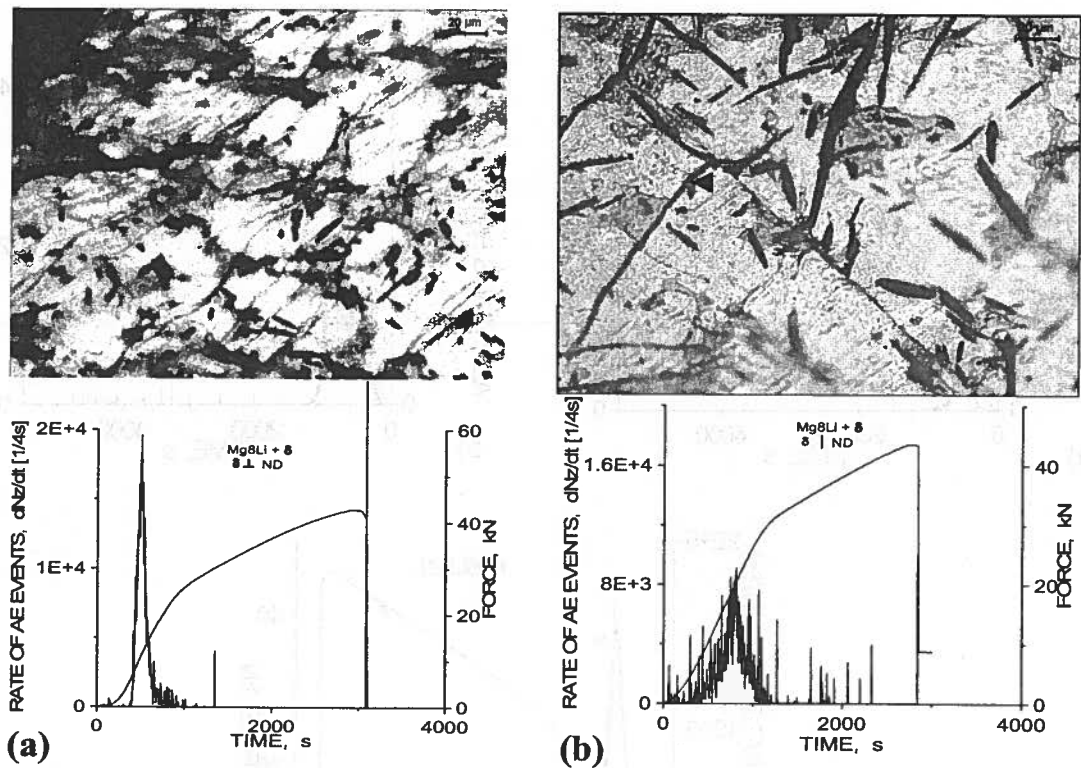 20 µm
2E+4
1E+4
0
RATE OF AE EVENTS, dNz/dt [1/4s]
Mg8Li + δ
δ ⊥ ND
60
40
20
0
FORCE, kN
0 2000 4000
TIME, s
(a)
1.6E+4
8E+3
0
RATE OF AE EVENTS, dNz/dt [1/4s]
Mg8Li + δ
δ | ND
40
20
0
FORCE, kN
0 2000 4000
TIME, s
(b)